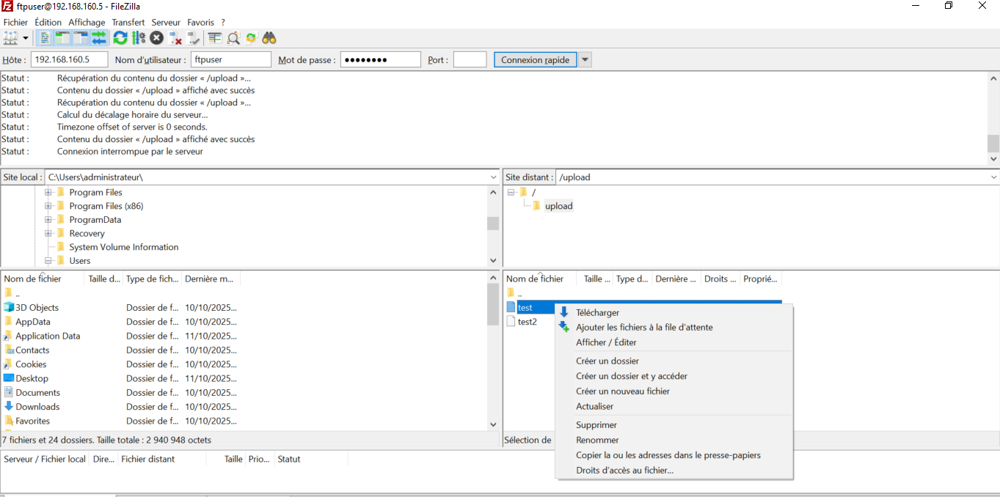 ftpuser@192.168.160.5 - FileZilla
Fichier Édition Affichage Transfert Serveur Favoris ?
Hôte : 192.168.160.5 Nom d'utilisateur : ftpuser Mot de passe : ●●●●●●●● Port : Connexion rapide
Statut : Récupération du contenu du dossier « /upload »...
Statut : Contenu du dossier « /upload » affiché avec succès
Statut : Récupération du contenu du dossier « /upload »...
Statut : Calcul du décalage horaire du serveur...
Statut : Timezone offset of server is 0 seconds.
Statut : Contenu du dossier « /upload » affiché avec succès
Statut : Connexion interrompue par le serveur
Site local : C:\Users\administrateur\
Program Files
Program Files (x86)
ProgramData
Recovery
System Volume Information
Users
Site distant : /upload
/
upload
Nom de fichier Taille d... Type de fich... Dernière m...
..
3D Objects Dossier de f... 10/10/2025...
AppData Dossier de f... 10/10/2025...
Application Data Dossier de f... 11/10/2025...
Contacts Dossier de f... 10/10/2025...
Cookies Dossier de f... 10/10/2025...
Desktop Dossier de f... 11/10/2025...
Documents Dossier de f... 10/10/2025...
Downloads Dossier de f... 10/10/2025...
Favorites Dossier de f... 10/10/2025...
7 fichiers et 24 dossiers. Taille totale : 2 940 948 octets
Nom de fichier Taille ... Type d... Dernière ... Droits ... Proprié...
..
test
test2
Télécharger
Ajouter les fichiers à la file d'attente
Afficher / Éditer
Créer un dossier
Créer un dossier et y accéder
Créer un nouveau fichier
Actualiser
Supprimer
Renommer
Copier la ou les adresses dans le presse-papiers
Droits d'accès au fichier...
Sélection de
Serveur / Fichier local Dire... Fichier distant Taille Prio... Statut